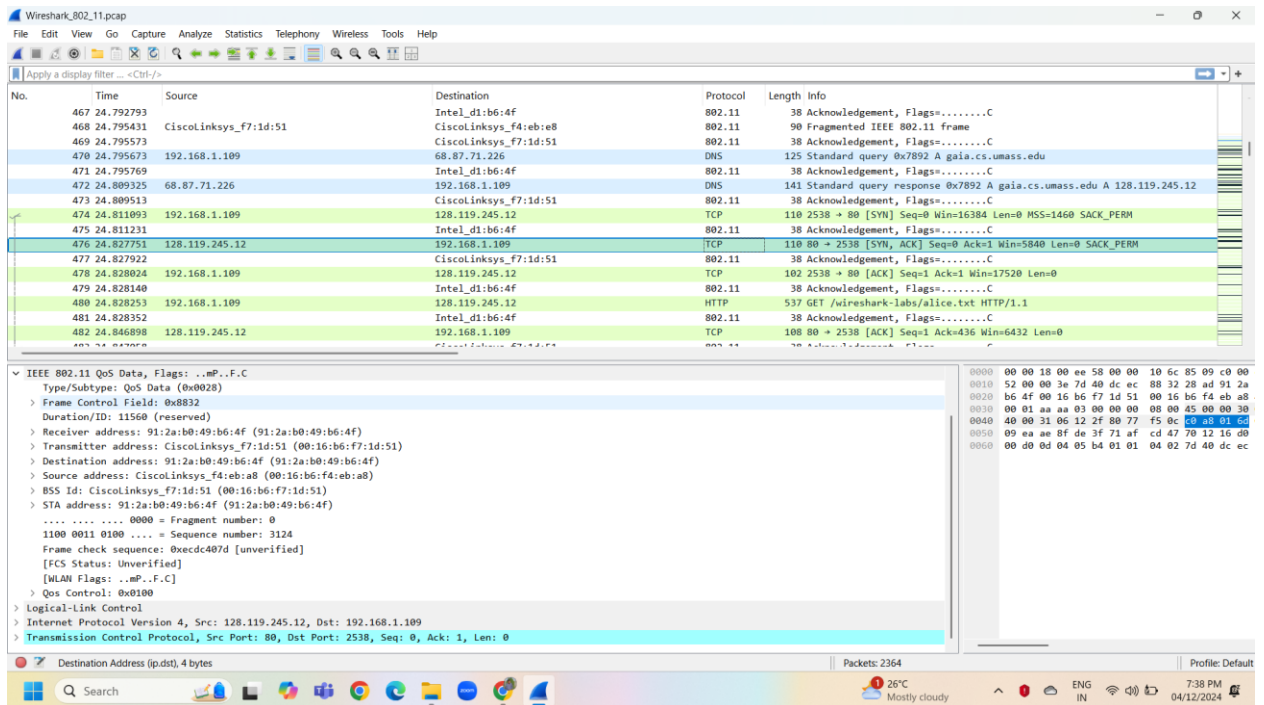 Wireshark_802_11.pcap
File Edit View Go Capture Analyze Statistics Telephony Wireless Tools Help
Apply a display filter ... <Ctrl-/>
No. Time Source Destination Protocol Length Info
467 24.792793 Intel_d1:b6:4f 802.11 38 Acknowledgement, Flags=........C
468 24.795431 CiscoLinksys_f7:1d:51 CiscoLinksys_f4:eb:e8 802.11 90 Fragmented IEEE 802.11 frame
469 24.795573 CiscoLinksys_f7:1d:51 802.11 38 Acknowledgement, Flags=........C
470 24.795673 192.168.1.109 68.87.71.226 DNS 125 Standard query 0x7892 A gaia.cs.umass.edu
471 24.795769 Intel_d1:b6:4f 802.11 38 Acknowledgement, Flags=........C
472 24.809325 68.87.71.226 192.168.1.109 DNS 141 Standard query response 0x7892 A gaia.cs.umass.edu A 128.119.245.12
473 24.809513 CiscoLinksys_f7:1d:51 802.11 38 Acknowledgement, Flags=........C
474 24.811093 192.168.1.109 128.119.245.12 TCP 110 2538 → 80 [SYN] Seq=0 Win=16384 Len=0 MSS=1460 SACK_PERM
475 24.811231 Intel_d1:b6:4f 802.11 38 Acknowledgement, Flags=........C
476 24.827751 128.119.245.12 192.168.1.109 TCP 110 80 → 2538 [SYN, ACK] Seq=0 Ack=1 Win=5840 Len=0 SACK_PERM
477 24.827922 CiscoLinksys_f7:1d:51 802.11 38 Acknowledgement, Flags=........C
478 24.828024 192.168.1.109 128.119.245.12 TCP 102 2538 → 80 [ACK] Seq=1 Ack=1 Win=17520 Len=0
479 24.828140 Intel_d1:b6:4f 802.11 38 Acknowledgement, Flags=........C
480 24.828253 192.168.1.109 128.119.245.12 HTTP 537 GET /wireshark-labs/alice.txt HTTP/1.1
481 24.828352 Intel_d1:b6:4f 802.11 38 Acknowledgement, Flags=........C
482 24.846898 128.119.245.12 192.168.1.109 TCP 108 80 → 2538 [ACK] Seq=1 Ack=436 Win=6432 Len=0
IEEE 802.11 QoS Data, Flags: ..mP..F.C
Type/Subtype: QoS Data (0x0028)
Frame Control Field: 0x8832
Duration/ID: 11560 (reserved)
Receiver address: 91:2a:b0:49:b6:4f (91:2a:b0:49:b6:4f)
Transmitter address: CiscoLinksys_f7:1d:51 (00:16:b6:f7:1d:51)
Destination address: 91:2a:b0:49:b6:4f (91:2a:b0:49:b6:4f)
Source address: CiscoLinksys_f4:eb:a8 (00:16:b6:f4:eb:a8)
BSS Id: CiscoLinksys_f7:1d:51 (00:16:b6:f7:1d:51)
STA address: 91:2a:b0:49:b6:4f (91:2a:b0:49:b6:4f)
.... .... .... 0000 = Fragment number: 0
1100 0011 0100 .... = Sequence number: 3124
Frame check sequence: 0xecdc407d [unverified]
[FCS Status: Unverified]
[WLAN Flags: ..mP..F.C]
Qos Control: 0x0100
Logical-Link Control
Internet Protocol Version 4, Src: 128.119.245.12, Dst: 192.168.1.109
Transmission Control Protocol, Src Port: 80, Dst Port: 2538, Seq: 0, Ack: 1, Len: 0
0000 00 00 18 00 ee 58 00 00 10 6c 85 09 c0 00
0010 52 00 00 3e 7d 40 dc ec 88 32 28 ad 91 2a
0020 b6 4f 00 16 b6 f7 1d 51 00 16 b6 f4 eb a8
0030 00 01 aa aa 03 00 00 00 08 00 45 00 00 30
0040 40 00 31 06 12 2f 80 77 f5 0c c0 a8 01 6d
0050 09 ea ae 8f de 3f 71 af cd 47 70 12 16 d0
0060 00 d0 0d 04 05 b4 01 01 04 02 7d 40 dc ec
Destination Address (ip.dst), 4 bytes
Packets: 2364
Profile: Default
Search
zoom
1
26°C
Mostly cloudy
ENG
IN
7:38 PM
04/12/2024